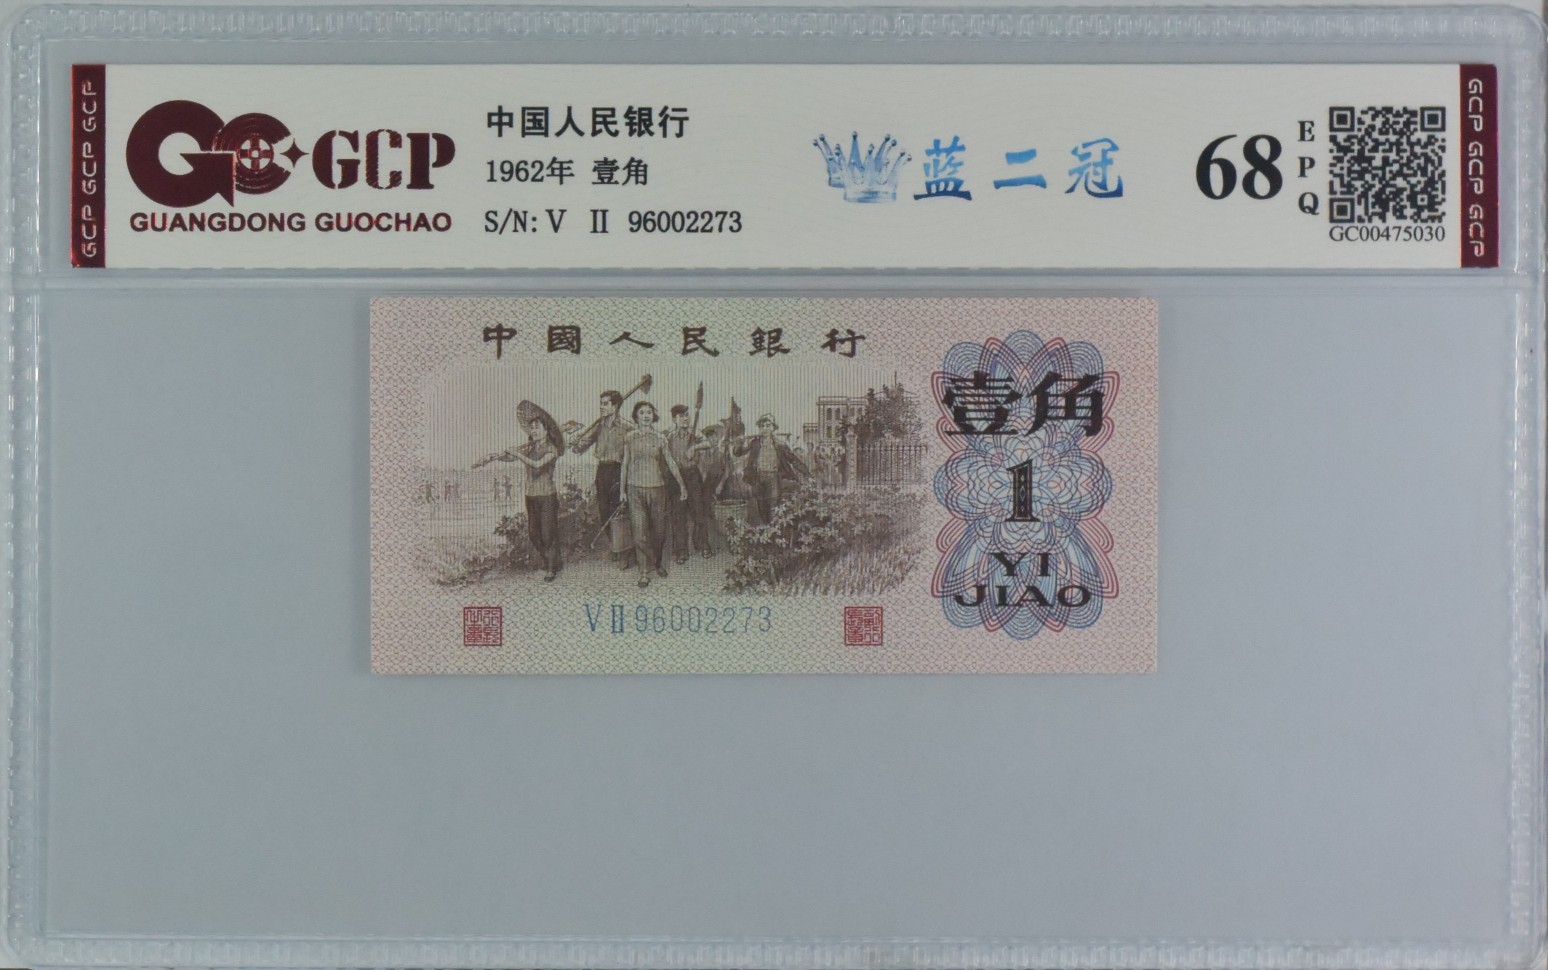 GCP GCP GCP
GCP
GUANGDONG GUOCHAO
中国人民银行
1962年 壹角
S/N: V Ⅱ 96002273
蓝二冠
68
EPQ
GC00475030
GCP GCP GCP
中國人民銀行
壹角
1
YI
JIAO
VⅡ96002273